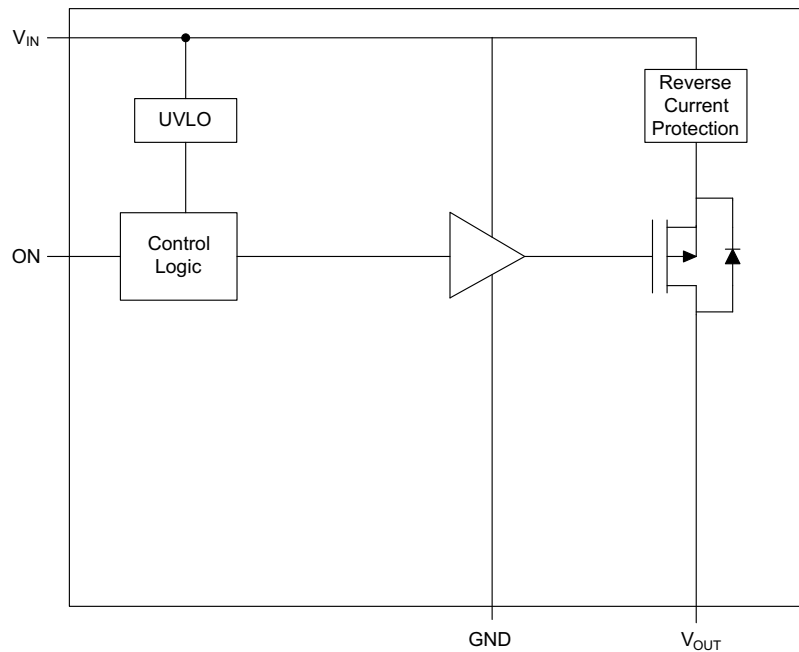 V_IN
UVLO
Reverse
Current
Protection
ON
Control
Logic
GND
V_OUT